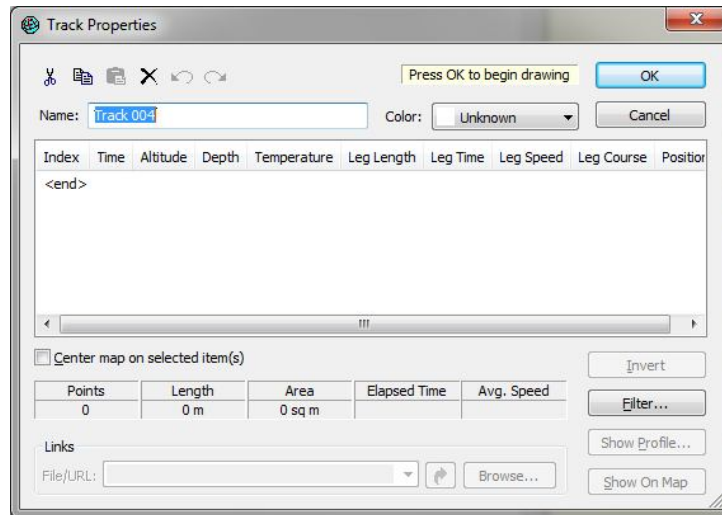 Track Properties
Press OK to begin drawing
OK
Name: Track 004
Color: Unknown
Cancel
Index Time Altitude Depth Temperature Leg Length Leg Time Leg Speed Leg Course Position
<end>
Center map on selected item(s)
Invert
Points Length Area Elapsed Time Avg. Speed
0 0 m 0 sq m
Filter...
Links
Show Profile...
File/URL: Browse...
Show On Map